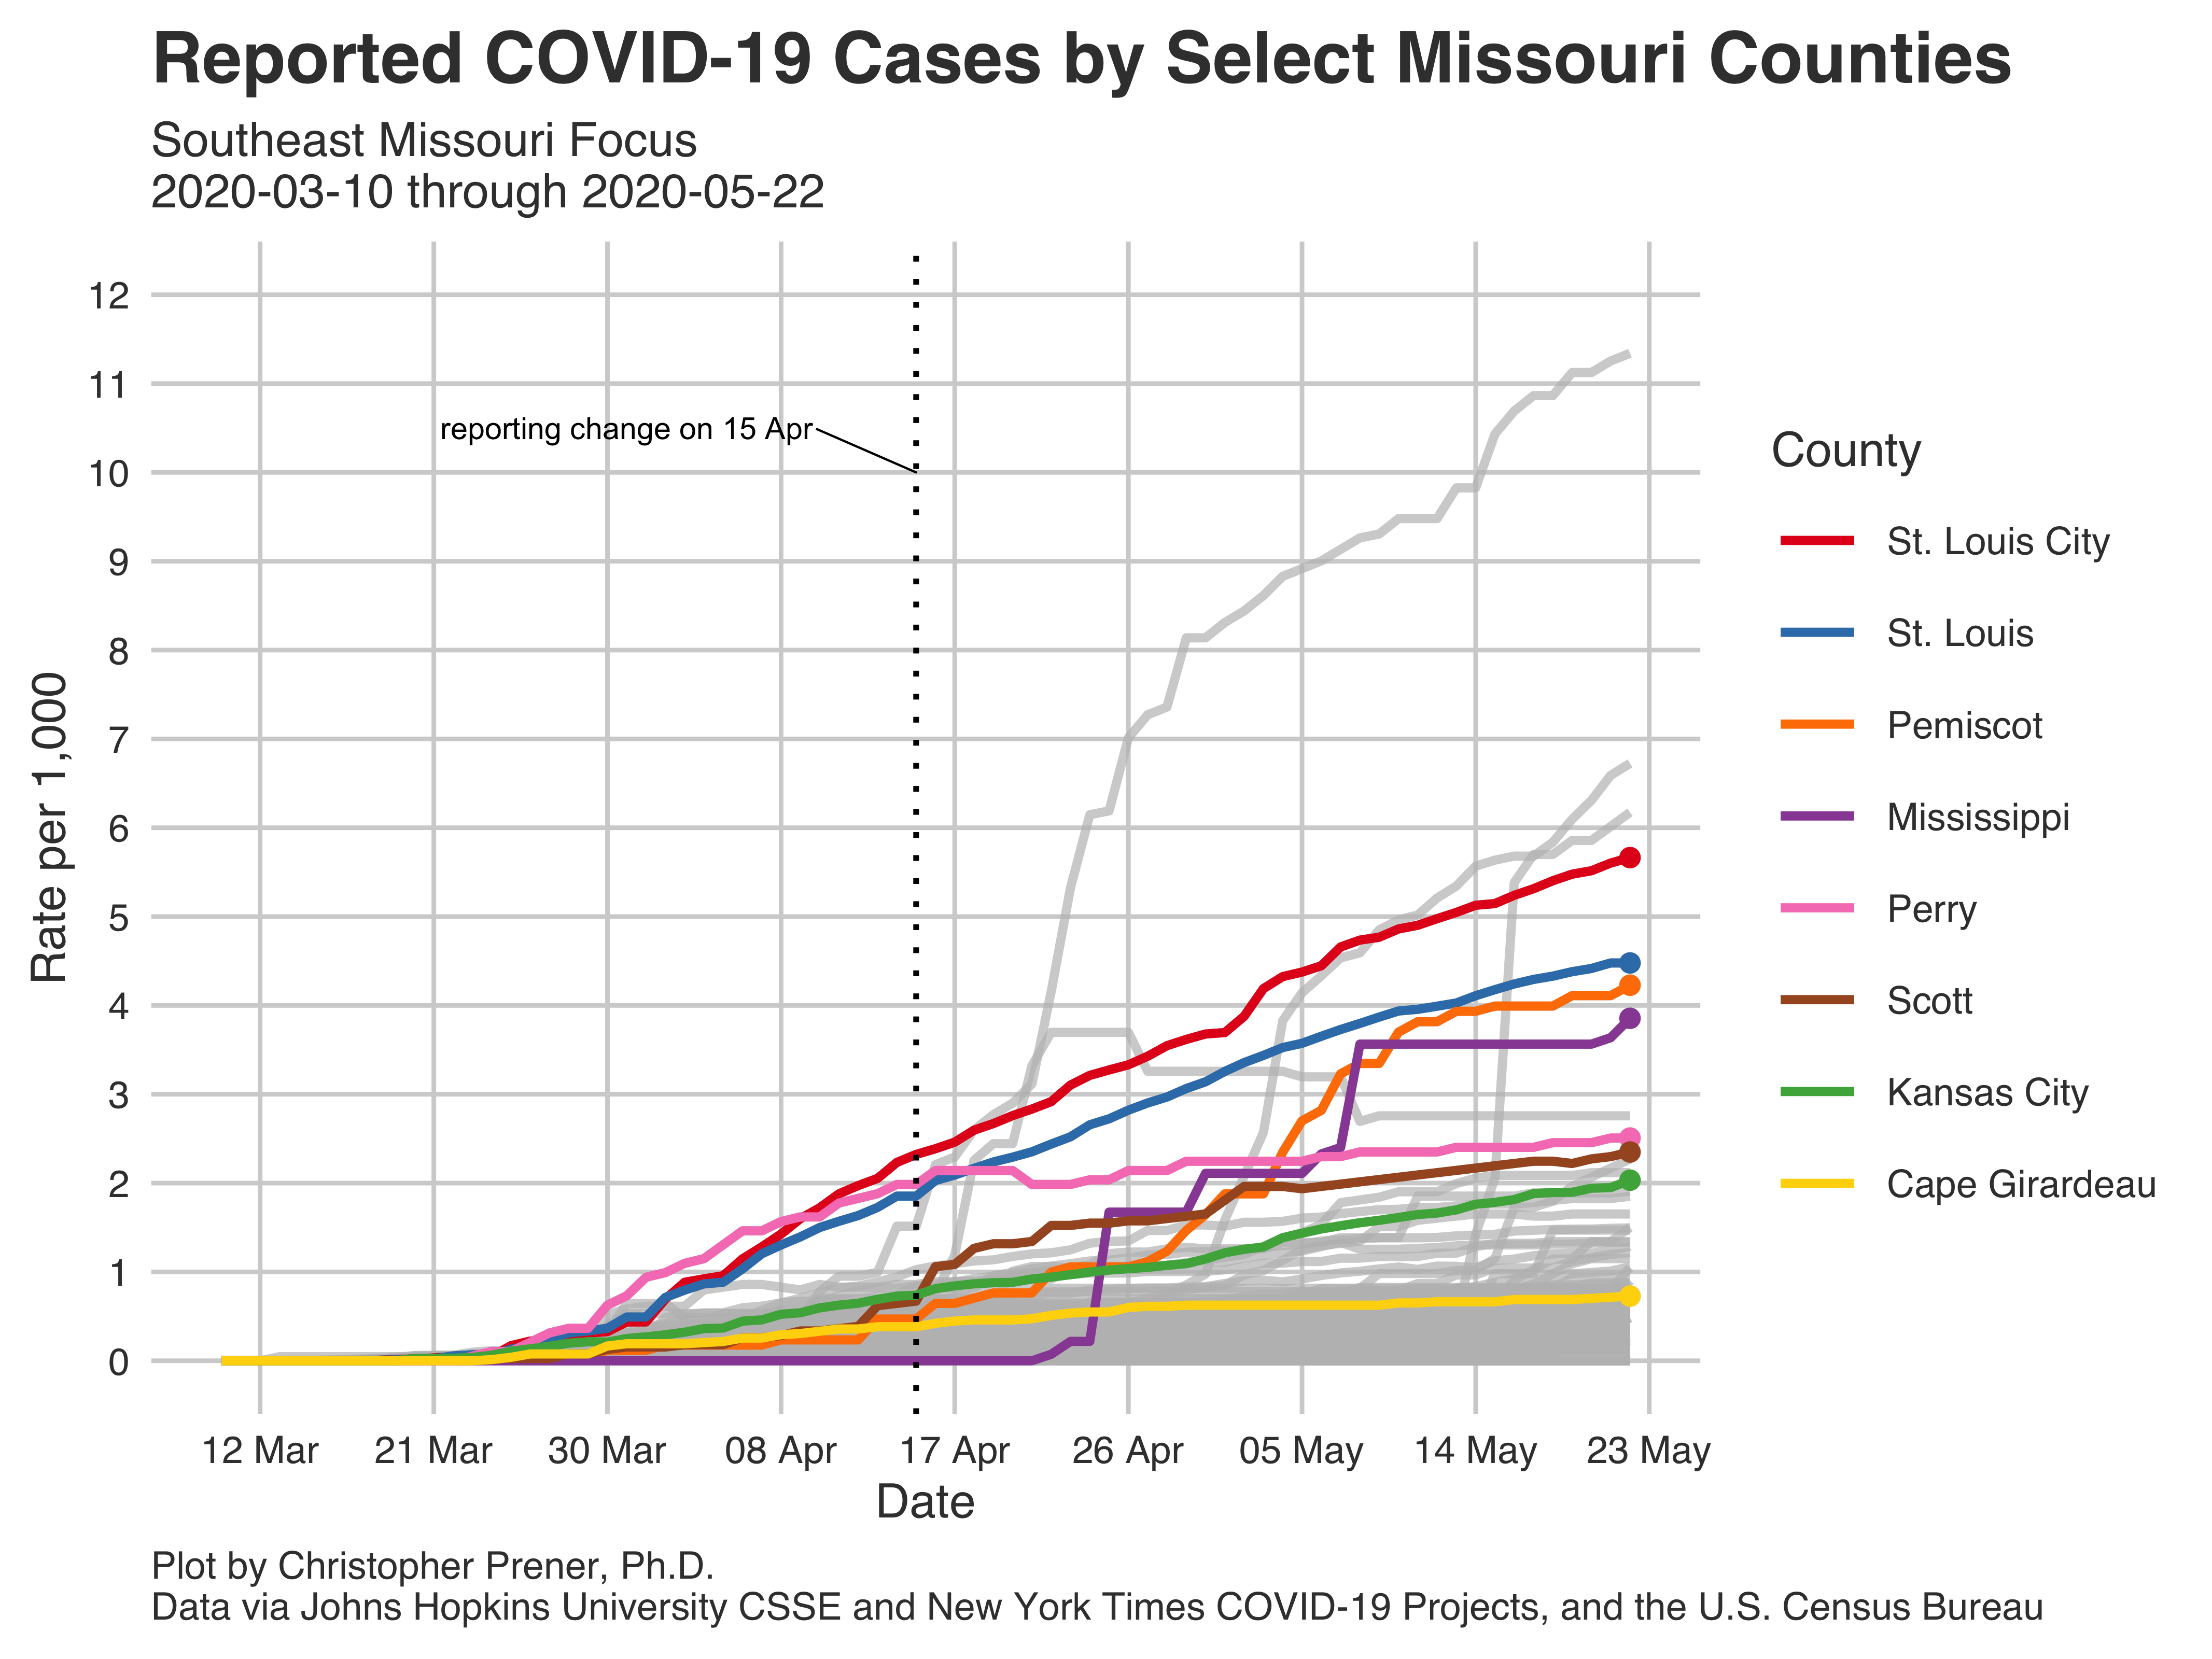 Reported COVID-19 Cases by Select Missouri Counties
Southeast Missouri Focus
2020-03-10 through 2020-05-22
12
11
10
9
8
7
6
5
4
3
2
1
0
Rate per 1,000
reporting change on 15 Apr
12 Mar
21 Mar
30 Mar
08 Apr
17 Apr
26 Apr
05 May
14 May
23 May
Date
County
St. Louis City
St. Louis
Pemiscot
Mississippi
Perry
Scott
Kansas City
Cape Girardeau
Plot by Christopher Prener, Ph.D.
Data via Johns Hopkins University CSSE and New York Times COVID-19 Projects, and the U.S. Census Bureau